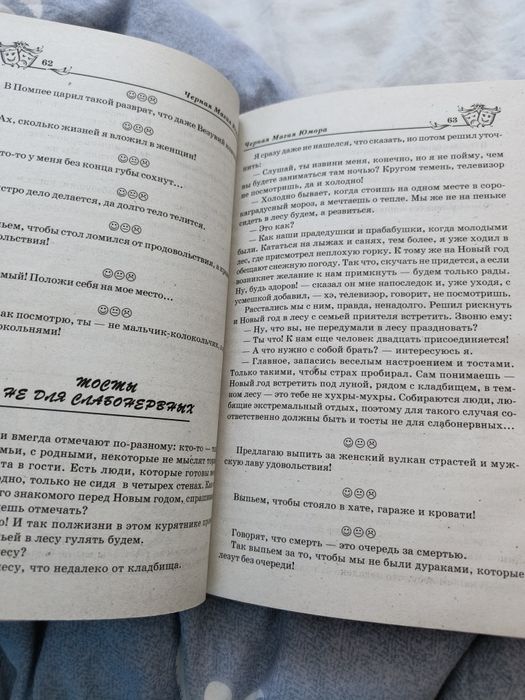 62
Черная Магия Юмора
В Помпее царил такой разврат, что даже Везувий
Ах, сколько жизней я вложил в женщин!
у меня без конца губы сохнут...
дело делается, да долго тело телится.
чтобы стол ломился от продовольствия, а
Положи себя на мое место...
посмотрю, ты — не мальчик-колокольчик, а
ТОСТЫ
НЕ ДЛЯ СЛАБОНЕРВНЫХ
и вмегда отмечают по-разному: кто-то —
с родными, некоторые не мыслят
в гости. Есть люди, которые готовы
только не сидя в четырех стенах.
знакомого перед Новым годом,
отмечать?
И так полжизни в этом курятнике
в лесу гулять будем.
что недалеко от кладбища.
Черная Магия Юмора
63
Я сразу даже не нашелся, что сказать, но потом решил уточ-
нить:
— Слушай, ты извини меня, конечно, но я не пойму, чем
вы будете заниматься там ночью? Кругом темень, телевизор
не посмотришь, да и холодно!
— Холодно бывает, когда стоишь на одном месте в соро-
каградусный мороз, а мечтаешь о тепле. Мы же не на пеньке
сидеть в лесу будем, а резвиться.
— Это как?
— Как наши прадедушки и прабабушки, когда молодыми
были. Кататься на лыжах и санях, тем более, я уже ходил в
лес, где присмотрел неплохую горку. К тому же на Новый год
обещают снежную погоду. Так что, скучать не придется, а если
возникнет желание к нам примкнуть — будем только рады.
Ну, будь здоров! — сказал он мне напоследок и, уже уходя, с
усмешкой добавил, — хэ, телевизор, говорит, не посмотришь.
Расстались мы с ним, правда, ненадолго. Решил рискнуть
и Новый год в лесу с семьей приятеля встретить. Звоню ему:
— Ну, что вы, не передумали в лесу праздновать?
— Ты что! К нам еще человек двадцать присоединяется!
— А что нужно с собой брать? — интересуюсь я.
— Главное, запасись веселым настроением и тостами.
Только такими, чтобы страх пробирал. Сам понимаешь —
Новый год встретить под луной, рядом с кладбищем, в тем-
ном лесу — это тебе не хухры-мухры. Собираются люди, лю-
бящие экстремальный отдых, поэтому для такого случая со-
ответственно должны быть и тосты не для слабонервных...
Предлагаю выпить за женский вулкан страстей и муж-
скую лаву удовольствия!
Выпьем, чтобы стояло в хате, гараже и кровати!
Говорят, что смерть — это очередь за смертью.
Так выпьем за то, чтобы мы не были дураками, которые
лезут без очереди!